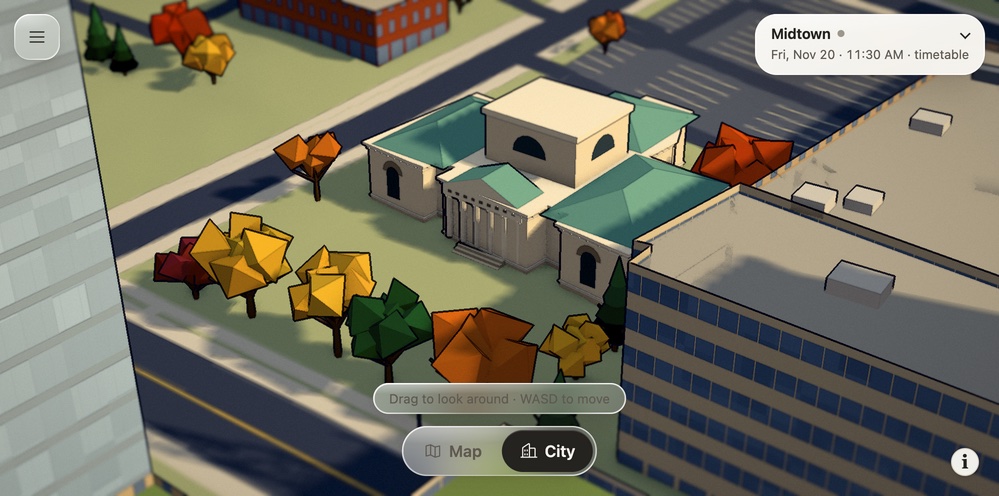 Midtown
Fri, Nov 20 · 11:30 AM · timetable
Drag to look around · WASD to move
Map
City
i